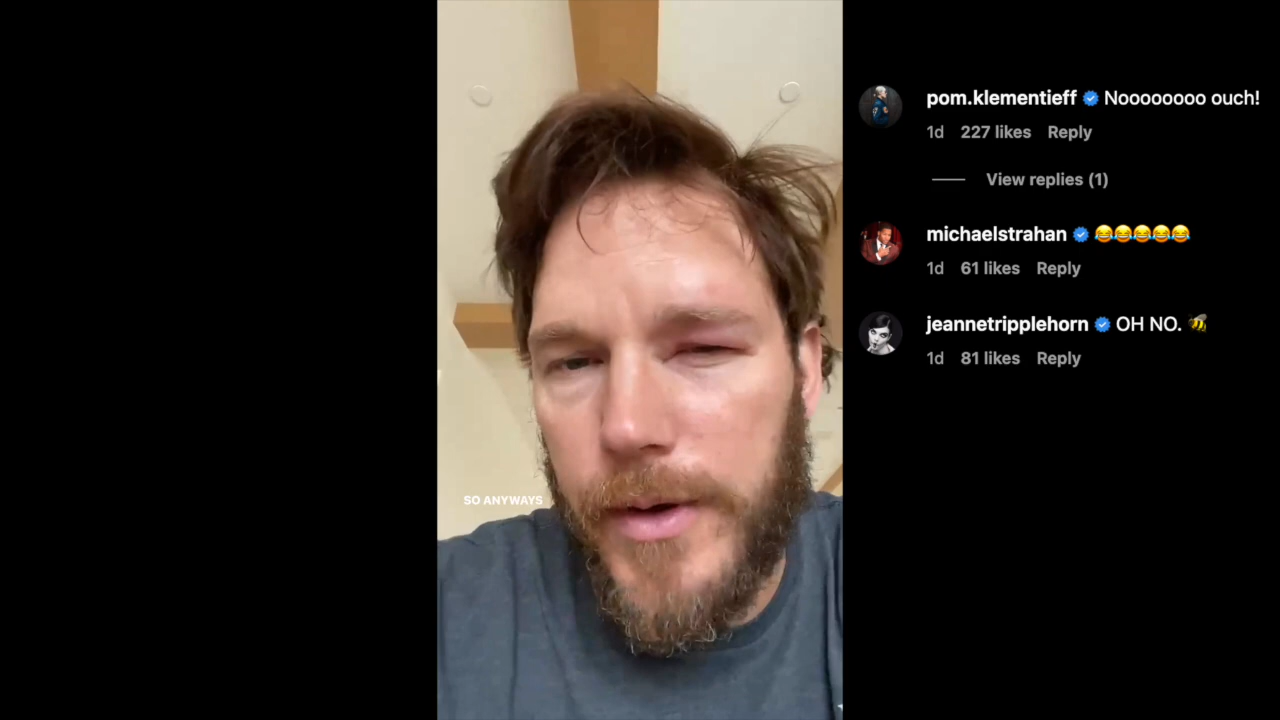 pom.klementieff Noooooooo ouch!
1d 227 likes Reply
View replies (1)
michaelstrahan 😂😂😂😂😂
1d 61 likes Reply
jeannetripplehorn OH NO. 🐝
1d 81 likes Reply
SO ANYWAYS